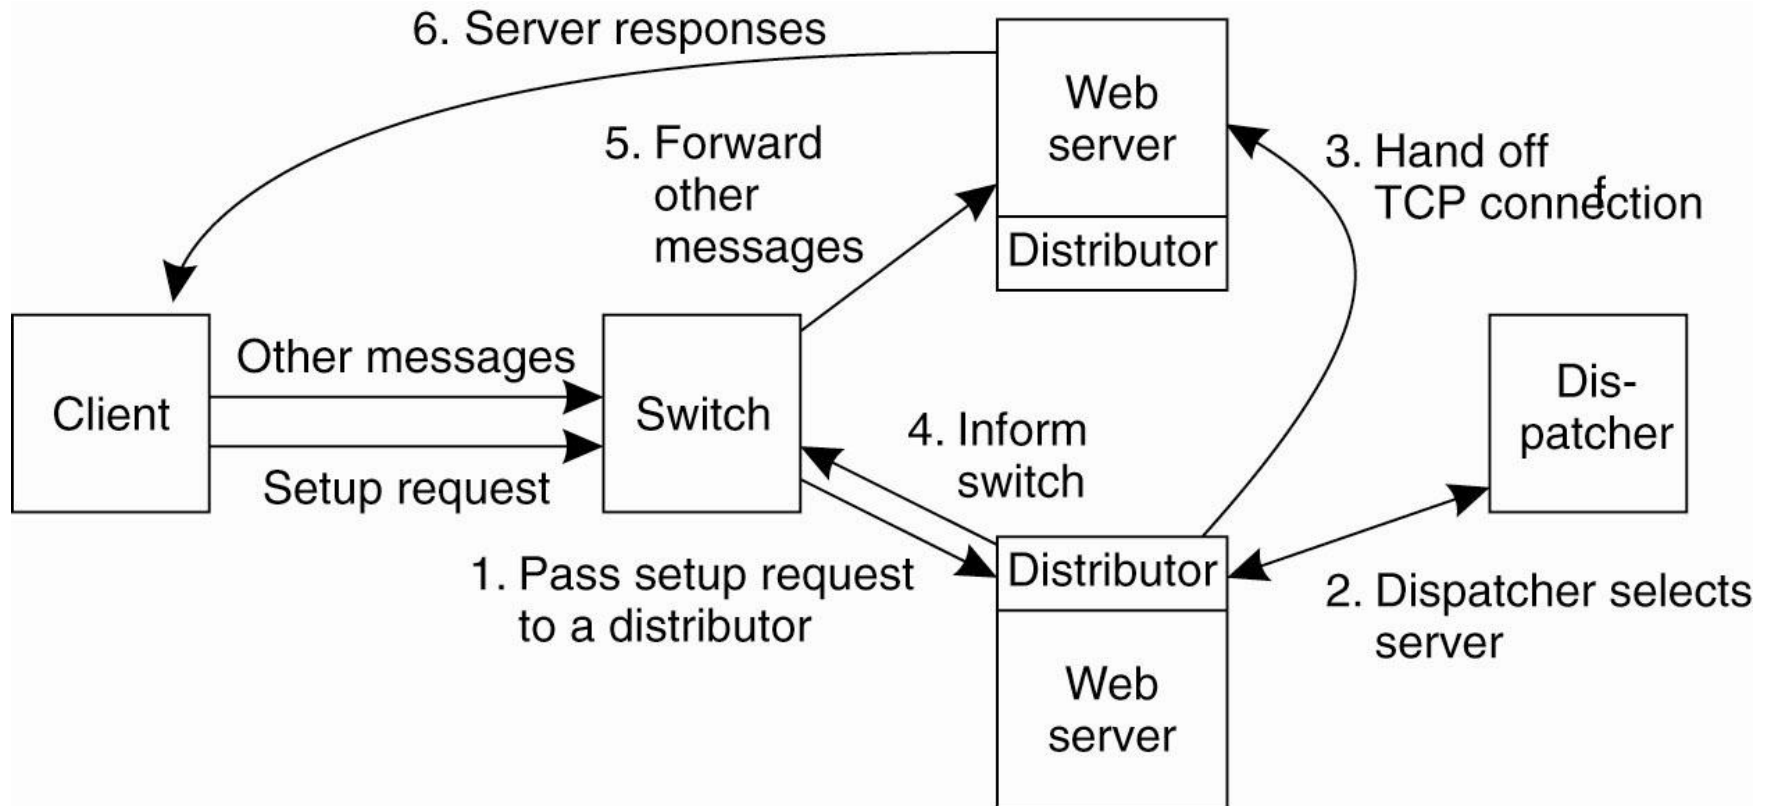 6. Server responses
Web
server
Distributor
5. Forward
other
messages
3. Hand off
TCP connection
f
Client
Other messages
Setup request
Switch
4. Inform
switch
Dis-
patcher
1. Pass setup request
to a distributor
Distributor
Web
server
2. Dispatcher selects
server